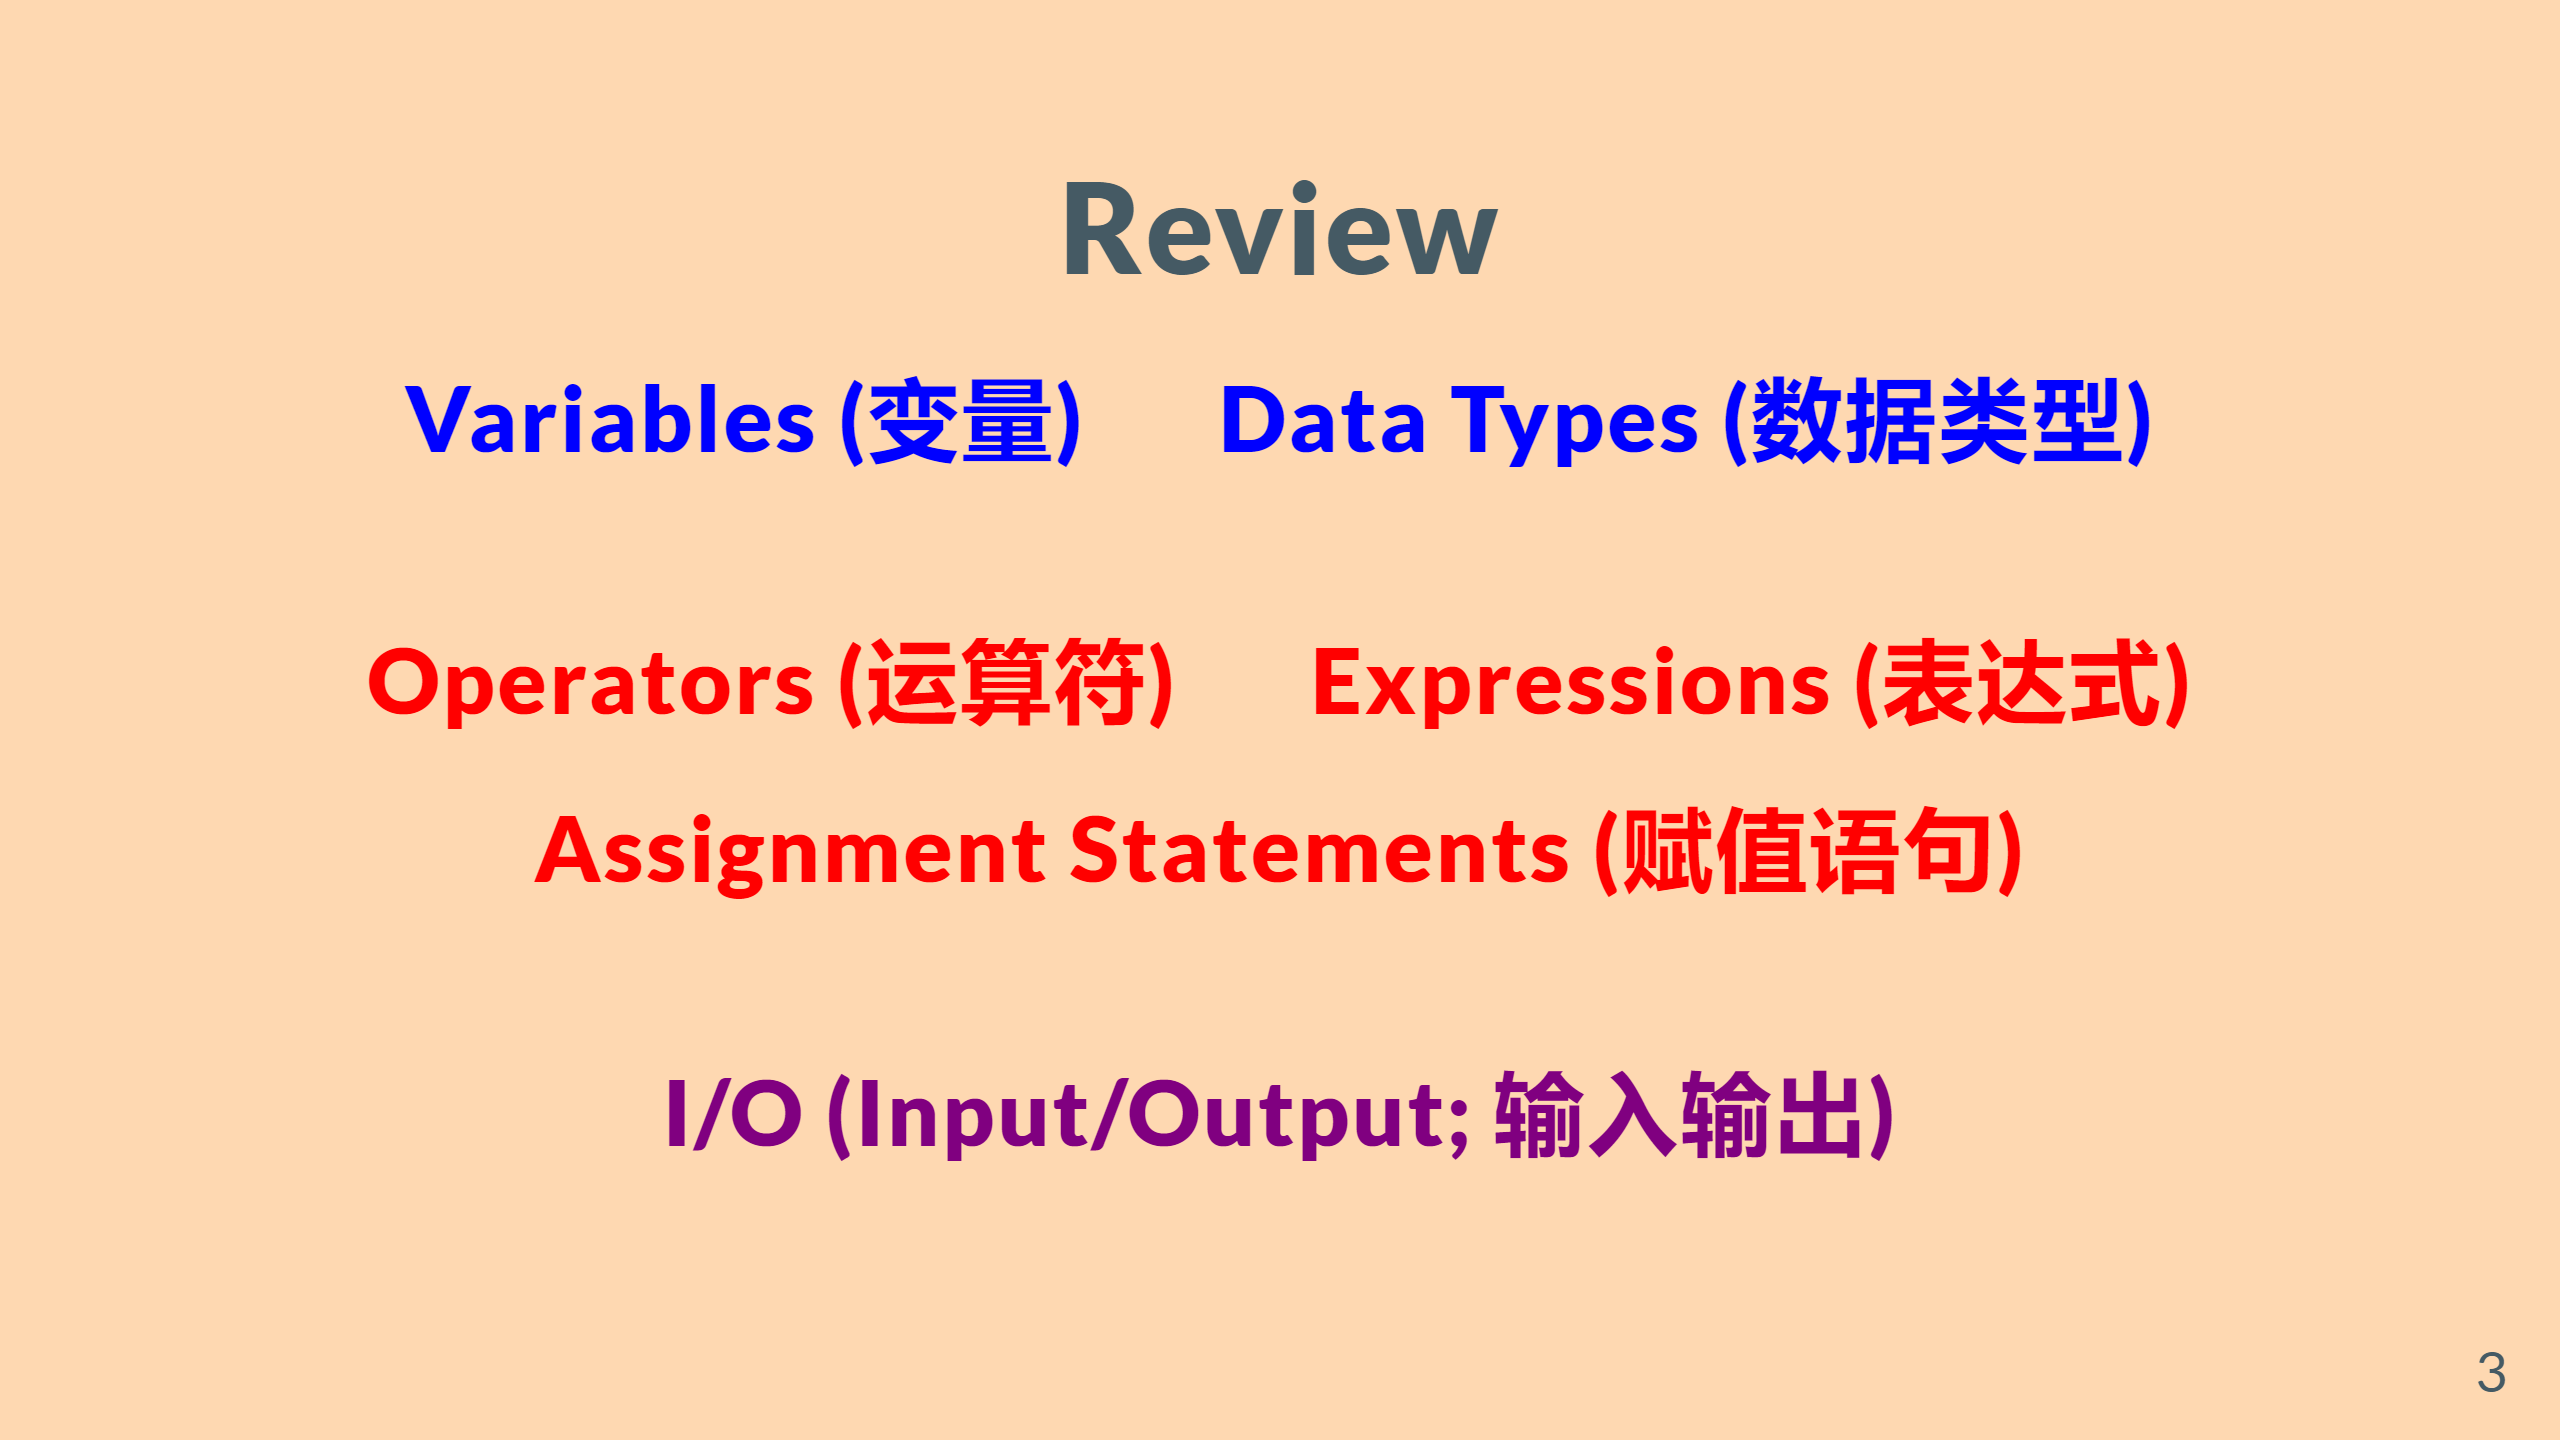 Review
Variables (变量) Data Types (数据类型)
Operators (运算符) Expressions (表达式)
Assignment Statements (赋值语句)
I/O (Input/Output; 输入输出)
3